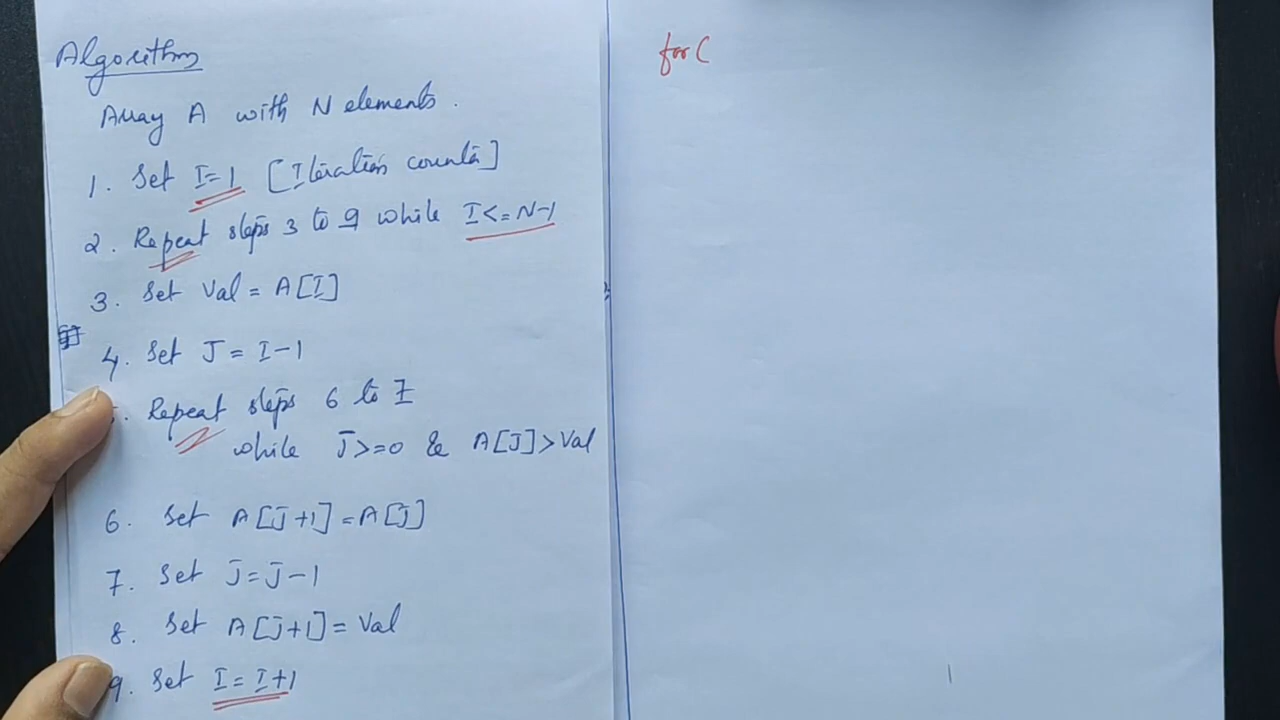 Algorithm
Array A with N elements.
1. Set I=1 [Iteration counter]
2. Repeat steps 3 to 9 while I<=N-1
3. Set Val = A[I]
4. Set J = I-1
5. Repeat steps 6 to 7
while J>=0 & A[J]>Val
6. Set A[J+1]=A[J]
7. Set J=J-1
8. Set A[J+1]=Val
9. Set I=I+1
for(